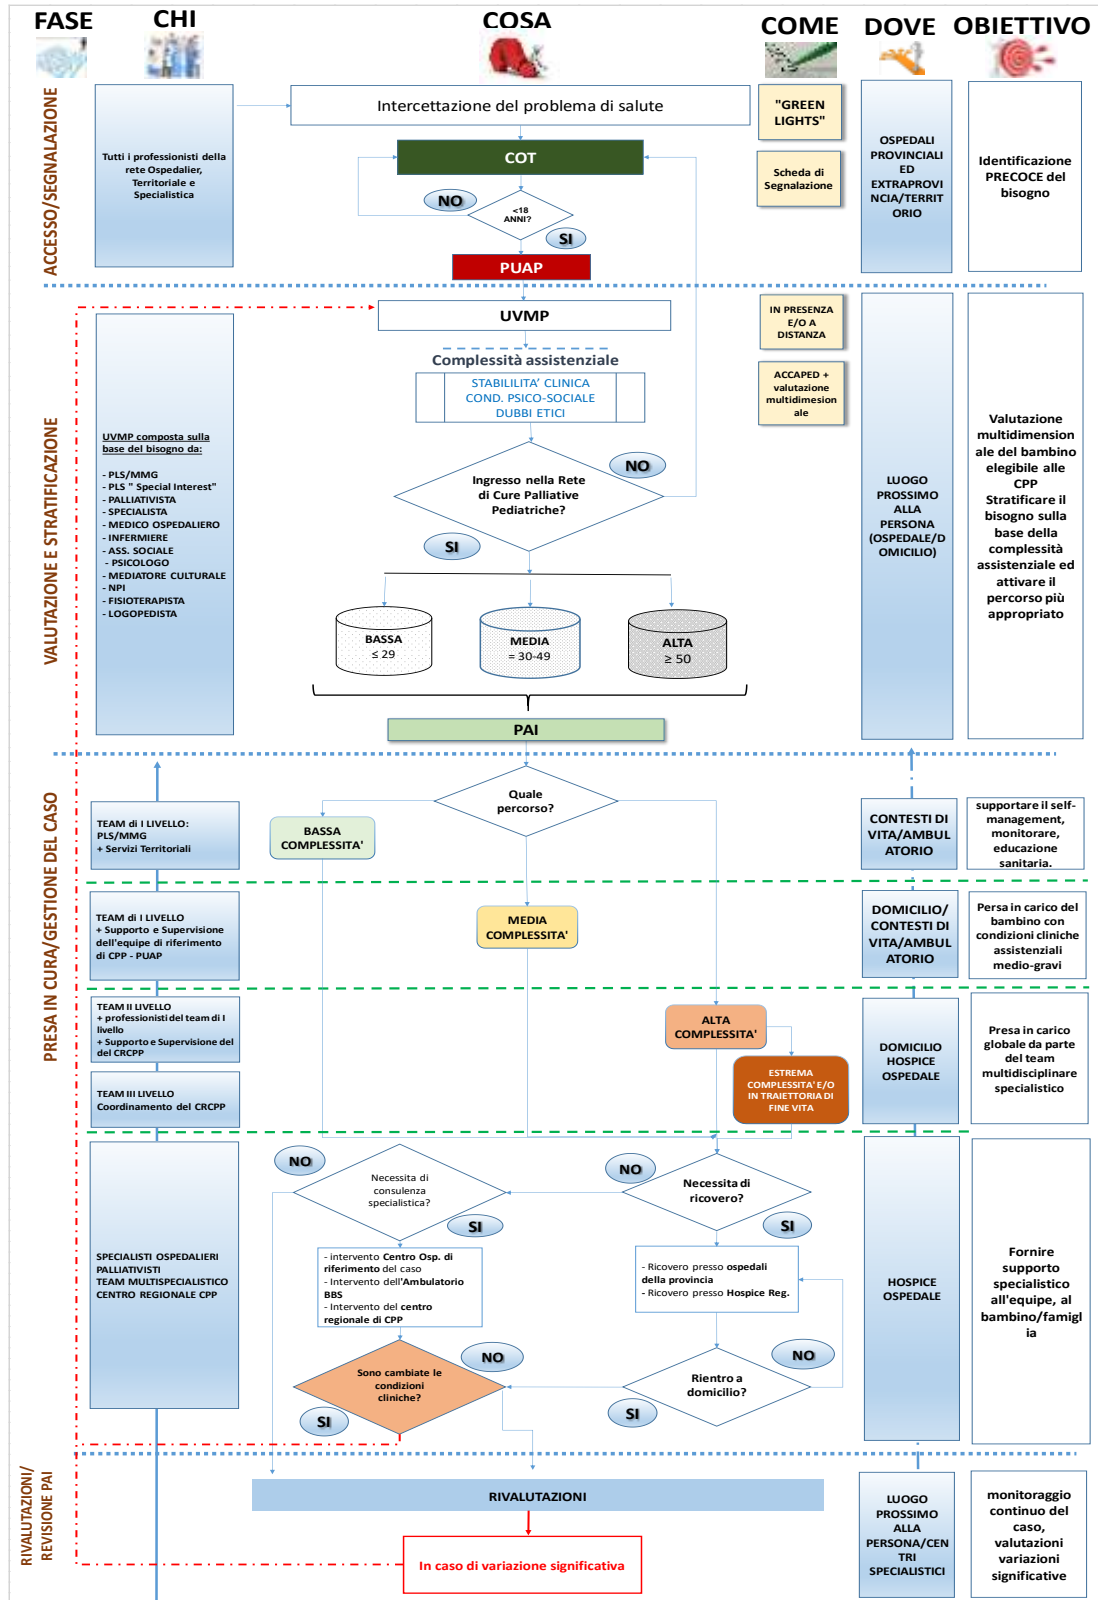 FASE
CHI
COSA
COME
DOVE
OBIETTIVO
ACCESSO/SEGNALAZIONE
Tutti i professionisti della
rete Ospedalier,
Territoriale e
Specialistica
Intercettazione del problema di salute
COT
NO
<18
ANNI?
SI
PUAP
"GREEN
LIGHTS"
Scheda di
Segnalazione
OSPEDALI
PROVINCIALI
ED
EXTRAPROVI
NCIA/TERRIT
ORIO
Identificazione
PRECOCE del
bisogno
VALUTAZIONE E STRATIFICAZIONE
UVMP composta sulla
base del bisogno da:
- PLS/MMG
- PLS " Special Interest"
- PALLIATIVISTA
- SPECIALISTA
- MEDICO OSPEDALIERO
- INFERMIERE
- ASS. SOCIALE
- PSICOLOGO
- MEDIATORE CULTURALE
- NPI
- FISIOTERAPISTA
- LOGOPEDISTA
UVMP
Complessità assistenziale
STABILILITA' CLINICA
COND. PSICO-SOCIALE
DUBBI ETICI
NO
Ingresso nella Rete
di Cure Palliative
Pediatriche?
SI
BASSA
≤ 29
MEDIA
= 30-49
ALTA
≥ 50
PAI
IN PRESENZA
E/O A
DISTANZA
ACCAPED +
valutazione
multidimesion
ale
LUOGO
PROSSIMO
ALLA
PERSONA
(OSPEDALE/D
OMICILIO)
Valutazione
multidimension
ale del bambino
elegibile alle
CPP
Stratificare il
bisogno sulla
base della
complessità
assistenziale ed
attivare il
percorso più
appropriato
PRESA IN CURA/GESTIONE DEL CASO
TEAM di I LIVELLO:
PLS/MMG
+ Servizi Territoriali
Quale
percorso?
BASSA
COMPLESSITA'
CONTESTI DI
VITA/AMBUL
ATORIO
supportare il self-
management,
monitorare,
educazione
sanitaria.
TEAM di I LIVELLO
+ Supporto e Supervisione
dell'equipe di riferimento
di CPP - PUAP
MEDIA
COMPLESSITA'
DOMICILIO/
CONTESTI DI
VITA/AMBUL
ATORIO
Persa in carico del
bambino con
condizioni cliniche
assistenziali
medio-gravi
TEAM II LIVELLO
+ professionisti del team di I
livello
+ Supporto e Supervisione del
del CRCPP
TEAM III LIVELLO
Coordinamento del CRCPP
ALTA
COMPLESSITA'
ESTREMA
COMPLESSITA' E/O
IN TRAIETTORIA DI
FINE VITA
DOMICILIO
HOSPICE
OSPEDALE
Presa in carico
globale da parte
del team
multidisciplinare
specialistico
SPECIALISTI OSPEDALIERI
PALLIATIVISTI
TEAM MULTISPECIALISTICO
CENTRO REGIONALE CPP
NO
Necessita di
consulenza
specialistica?
SI
NO
Necessita di
ricovero?
SI
- intervento Centro Osp. di
riferimento del caso
- Intervento dell'Ambulatorio
BBS
- Intervento del centro
regionale di CPP
- Ricovero presso ospedali
della provincia
- Ricovero presso Hospice Reg.
Sono cambiate le
condizioni
cliniche?
NO
SI
Rientro a
domicilio?
NO
SI
HOSPICE
OSPEDALE
Fornire
supporto
specialistico
all'equipe, al
bambino/famigl
ia
RIVALUTAZIONI/
REVISIONE PAI
RIVALUTAZIONI
In caso di variazione significativa
LUOGO
PROSSIMO
ALLA
PERSONA/CEN
TRI
SPECIALISTICI
monitoraggio
continuo del
caso,
valutazioni
variazioni
significative